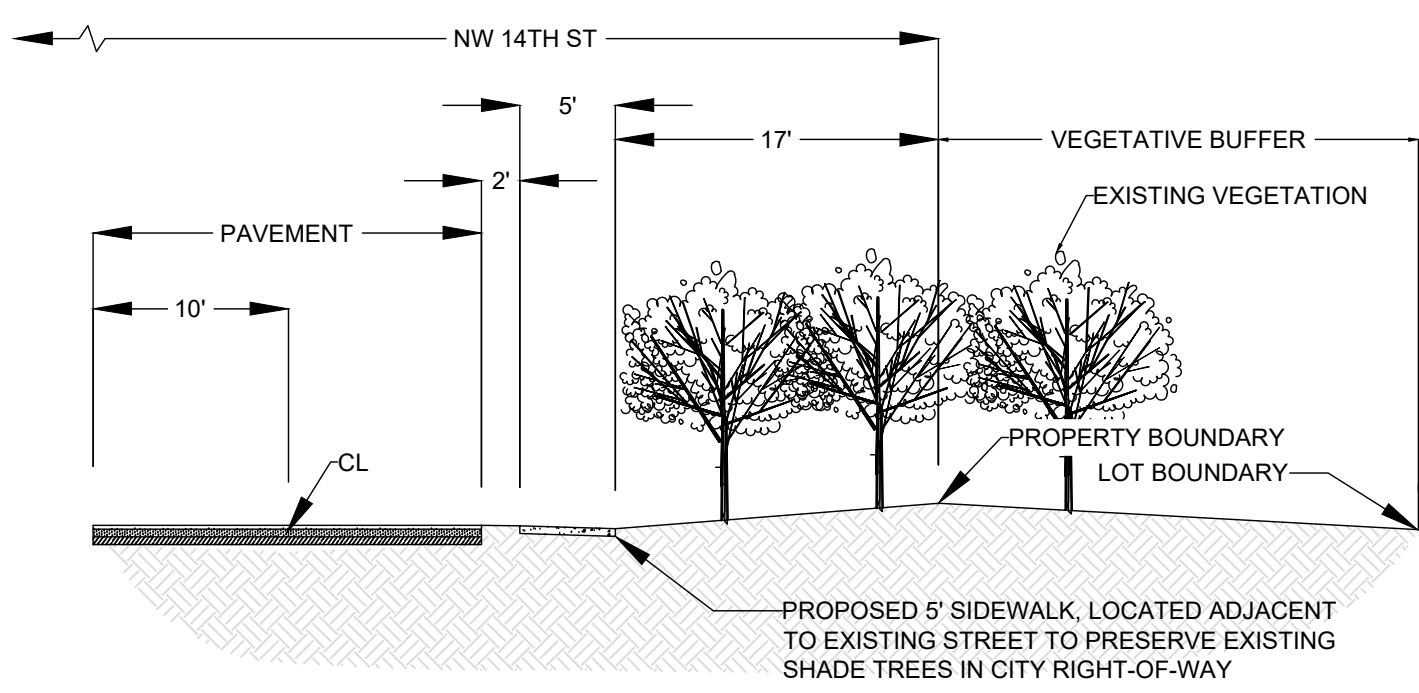 NW 14TH ST
5'
17'
VEGETATIVE BUFFER
2'
EXISTING VEGETATION
PAVEMENT
10'
PROPERTY BOUNDARY
CL
LOT BOUNDARY
PROPOSED 5' SIDEWALK, LOCATED ADJACENT
TO EXISTING STREET TO PRESERVE EXISTING
SHADE TREES IN CITY RIGHT-OF-WAY